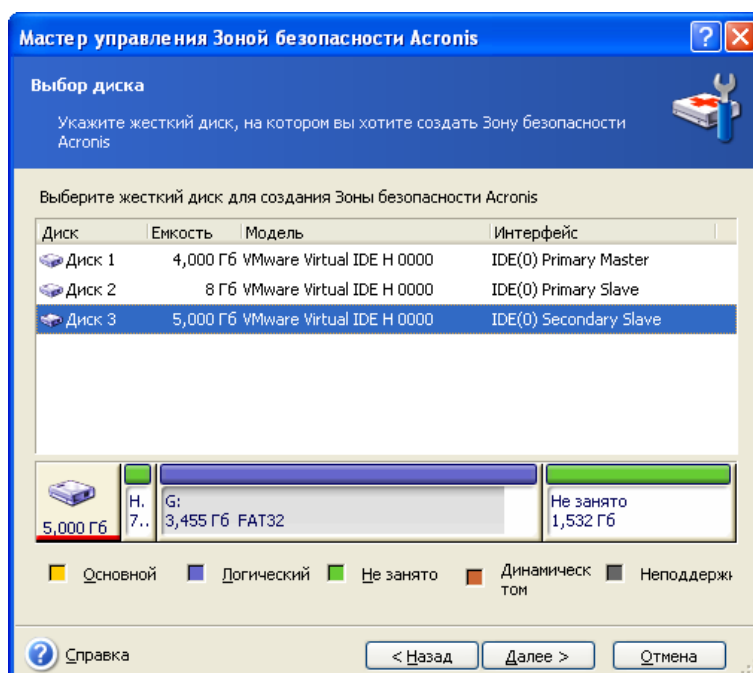 Мастер управления Зоной безопасности Acronis
Выбор диска
Укажите жесткий диск, на котором вы хотите создать Зону безопасности
Acronis
Выберите жесткий диск для создания Зоны безопасности Acronis
Диск Емкость Модель Интерфейс
Диск 1 4,000 Гб VMware Virtual IDE H 0000 IDE(0) Primary Master
Диск 2 8 Гб VMware Virtual IDE H 0000 IDE(0) Primary Slave
Диск 3 5,000 Гб VMware Virtual IDE H 0000 IDE(0) Secondary Slave
Н. G: Не занято
5,000 Гб 7.. 3,455 Гб FAT32 1,532 Гб
Основной Логический Не занято Динамическ Неподдержи
том
Справка < Назад Далее > Отмена